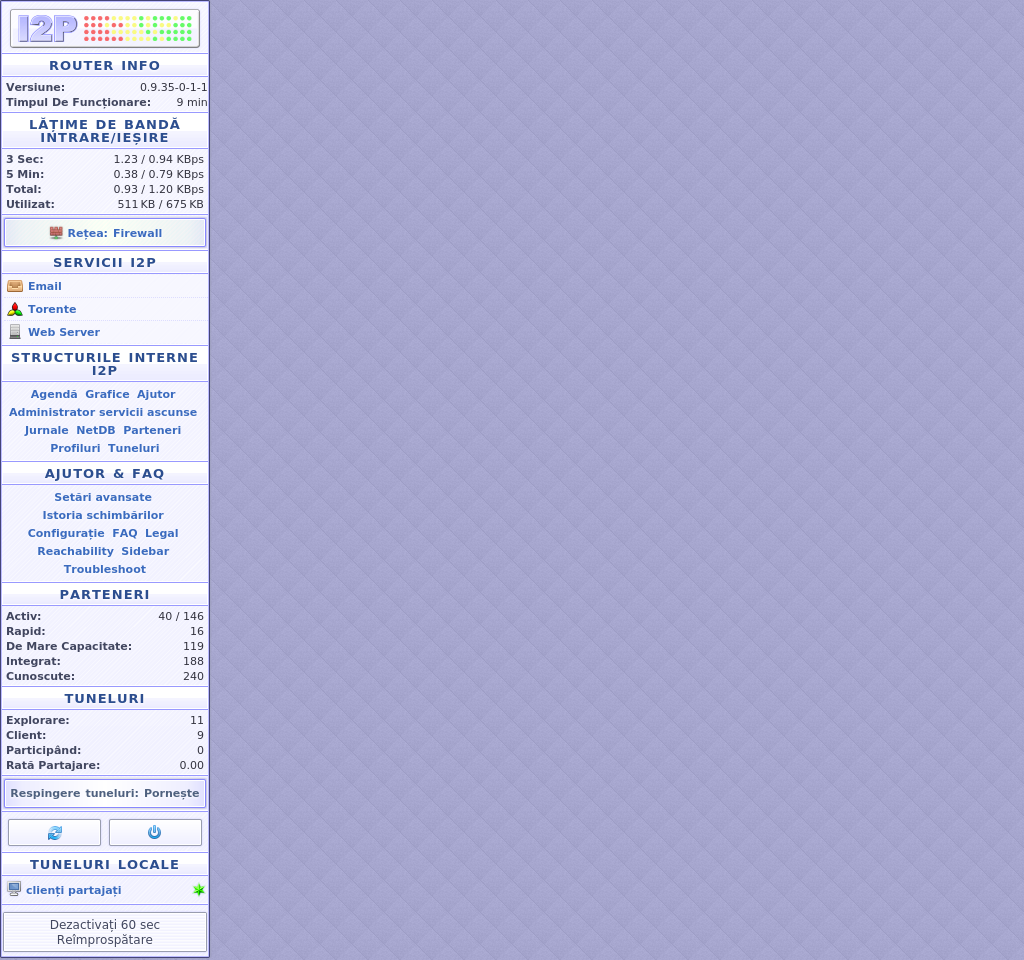 I2P
ROUTER INFO
Versiune: 0.9.35-0-1-1
Timpul De Funcționare: 9 min
LĂȚIME DE BANDĂ
INTRARE/IEȘIRE
3 Sec: 1.23 / 0.94 KBps
5 Min: 0.38 / 0.79 KBps
Total: 0.93 / 1.20 KBps
Utilizat: 511 KB / 675 KB
Rețea: Firewall
SERVICII I2P
Email
Torente
Web Server
STRUCTURILE INTERNE
I2P
Agendă Grafice Ajutor
Administrator servicii ascunse
Jurnale NetDB Parteneri
Profiluri Tuneluri
AJUTOR & FAQ
Setări avansate
Istoria schimbărilor
Configurație FAQ Legal
Reachability Sidebar
Troubleshoot
PARTENERI
Activ: 40 / 146
Rapid: 16
De Mare Capacitate: 119
Integrat: 188
Cunoscute: 240
TUNELURI
Explorare: 11
Client: 9
Participând: 0
Rată Partajare: 0.00
Respingere tuneluri: Pornește
TUNELURI LOCALE
clienți partajați
Dezactivați 60 sec
Reîmprospătare